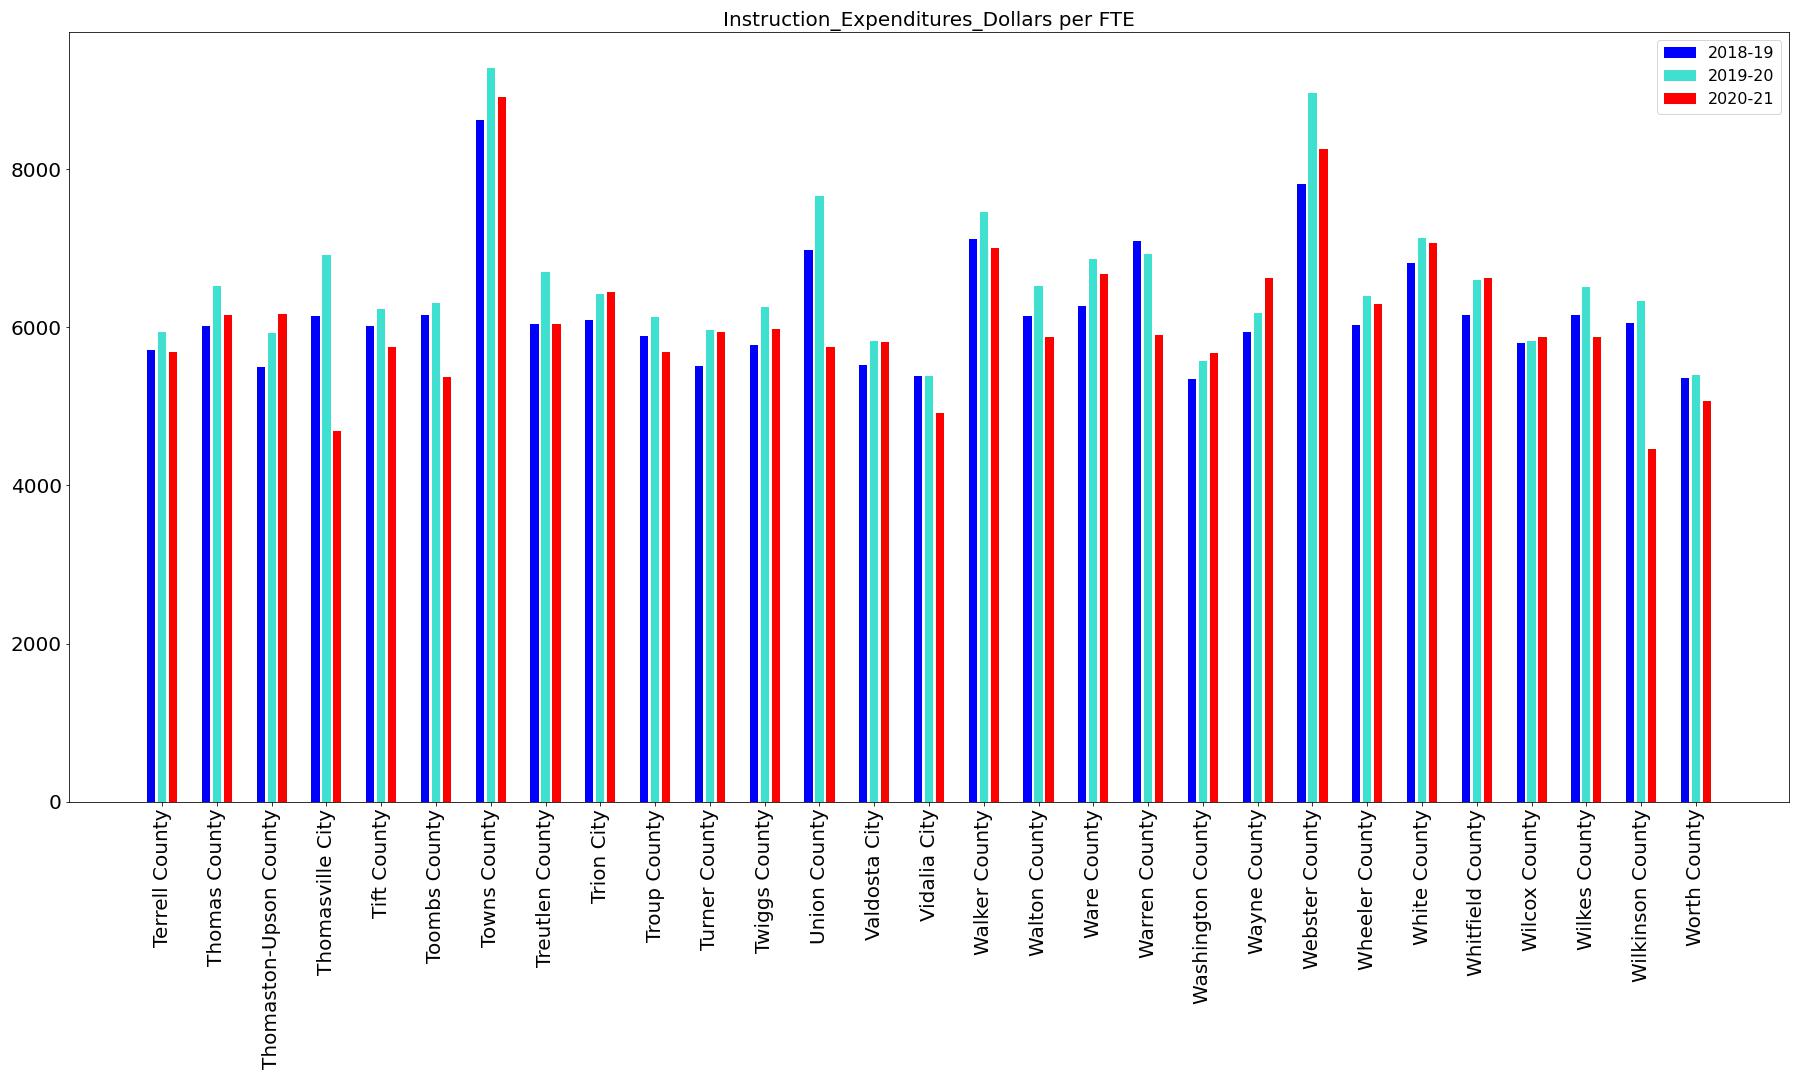 Instruction_Expenditures_Dollars per FTE
2018-19
2019-20
2020-21
8000
6000
4000
2000
0
Terrell County
Thomas County
Thomaston-Upson County
Thomasville City
Tift County
Toombs County
Towns County
Treutlen County
Trion City
Troup County
Turner County
Twiggs County
Union County
Valdosta City
Vidalia City
Walker County
Walton County
Ware County
Warren County
Washington County
Wayne County
Webster County
Wheeler County
White County
Whitfield County
Wilcox County
Wilkes County
Wilkinson County
Worth County